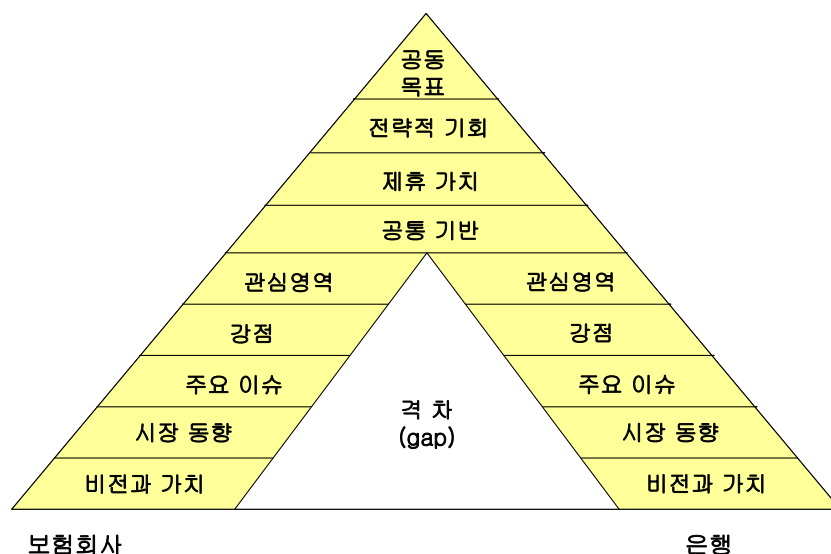 공동
목표
전략적 기회
제휴 가치
공통 기반
관심영역 관심영역
강점 강점
주요 이슈 주요 이슈
격 차
(gap)
시장 동향 시장 동향
비전과 가치 비전과 가치
보험회사 은행